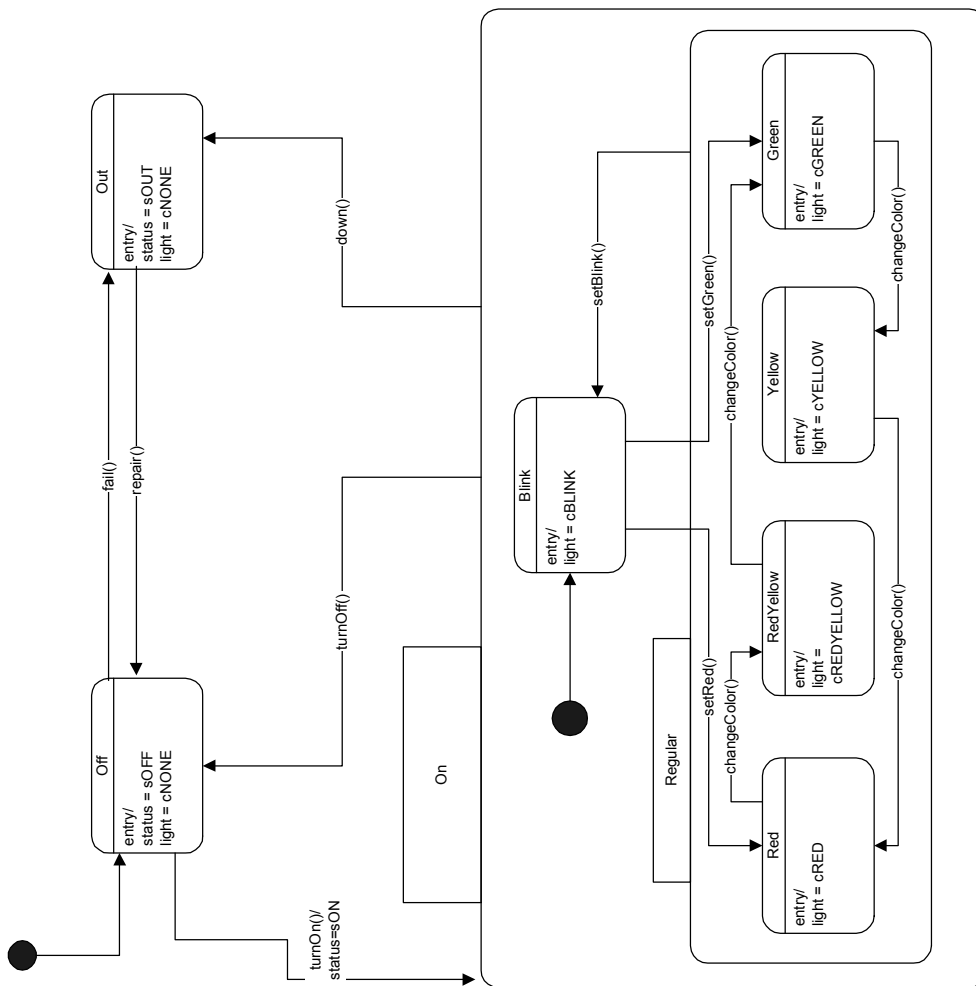 Off
entry/
status = sOFF
light = cNONE
fail()
repair()
Out
entry/
status = sOUT
light = cNONE
turnOn()/
status=sON
turnOff()
down()
On
Blink
entry/
light = cBLINK
setBlink()
Regular
setRed()
setGreen()
changeColor()
changeColor()
Red
entry/
light = cRED
RedYellow
entry/
light =
cREDYELLOW
Yellow
entry/
light = cYELLOW
Green
entry/
light = cGREEN
changeColor()
changeColor()